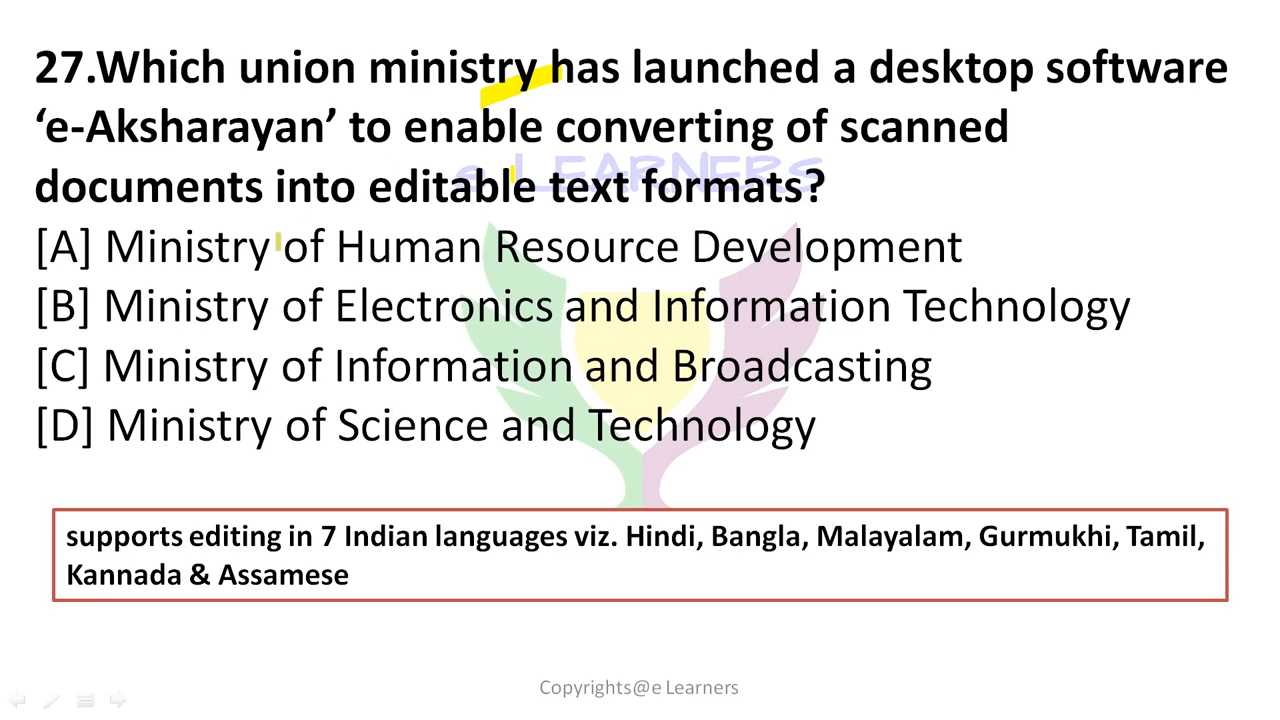 27.Which union ministry has launched a desktop software
‘e-Aksharayan’ to enable converting of scanned
e LEARNERS
documents into editable text formats?
[A] Ministry of Human Resource Development
[B] Ministry of Electronics and Information Technology
[C] Ministry of Information and Broadcasting
[D] Ministry of Science and Technology
supports editing in 7 Indian languages viz. Hindi, Bangla, Malayalam, Gurmukhi, Tamil,
Kannada & Assamese
Copyrights@e Learners